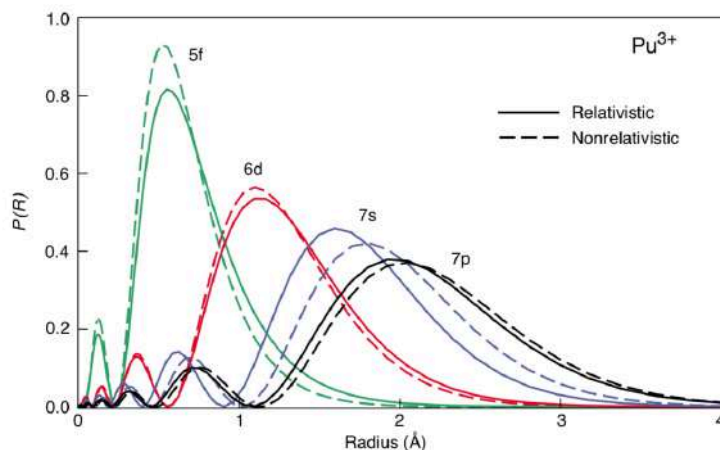 1.0
0.8
0.6
0.4
0.2
0.0
P(R)
5f
6d
7s
7p
Pu³⁺
Relativistic
Nonrelativistic
0
1
2
3
4
Radius (Å)